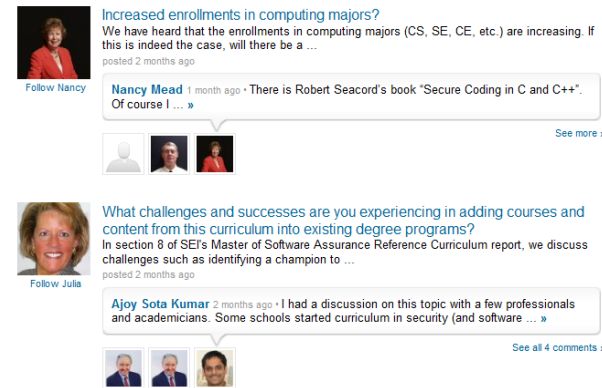 Increased enrollments in computing majors?
We have heard that the enrollments in computing majors (CS, SE, CE, etc.) are increasing. If
this is indeed the case, will there be a ...
posted 2 months ago
Follow Nancy
Nancy Mead 1 month ago • There is Robert Seacord's book “Secure Coding in C and C++”.
Of course I ... »
See more ›
What challenges and successes are you experiencing in adding courses and
content from this curriculum into existing degree programs?
In section 8 of SEI's Master of Software Assurance Reference Curriculum report, we discuss
challenges such as identifying a champion to ...
posted 2 months ago
Follow Julia
Ajoy Sota Kumar 2 months ago • I had a discussion on this topic with a few professionals
and academicians. Some schools started curriculum in security (and software ... »
See all 4 comments ›